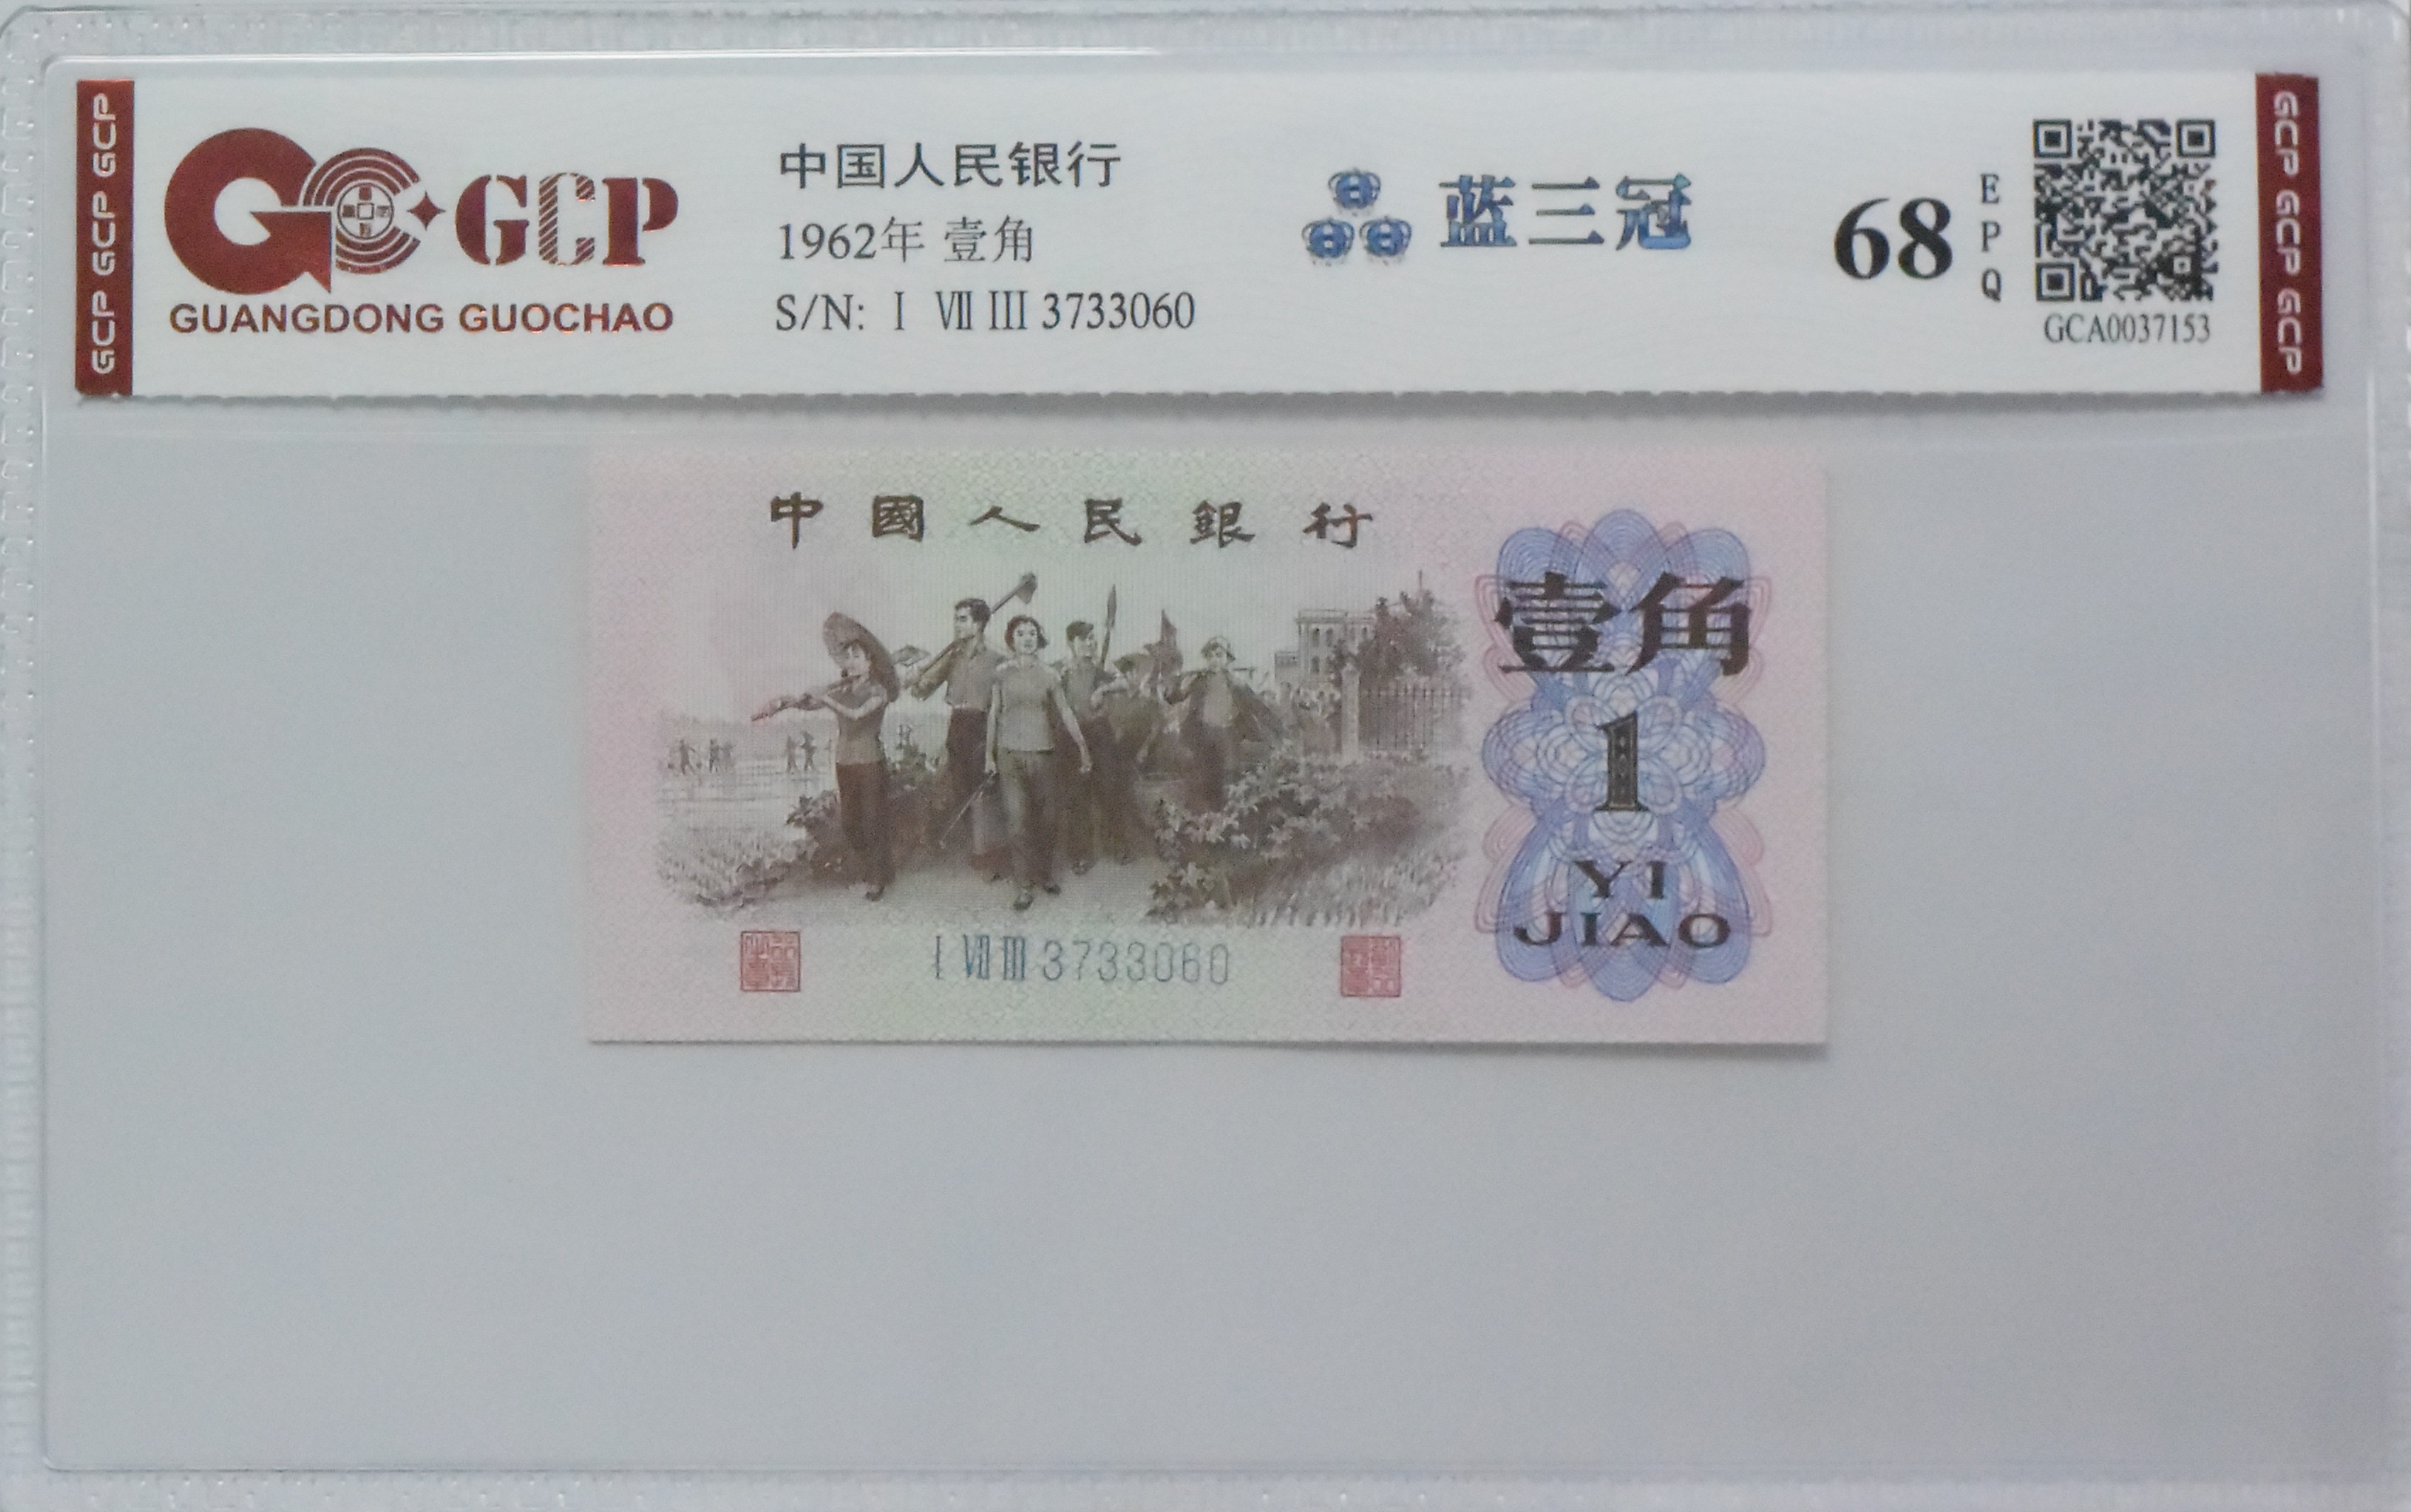 GCP GCP GCP
GCP
GUANGDONG GUOCHAO
中国人民银行
1962年 壹角
S/N: I VII III 3733060
蓝三冠
68
EPQ
GCA0037153
GCP GCP GCP
中國人民銀行
壹角
1
YI
JIAO
I VII III 3733060